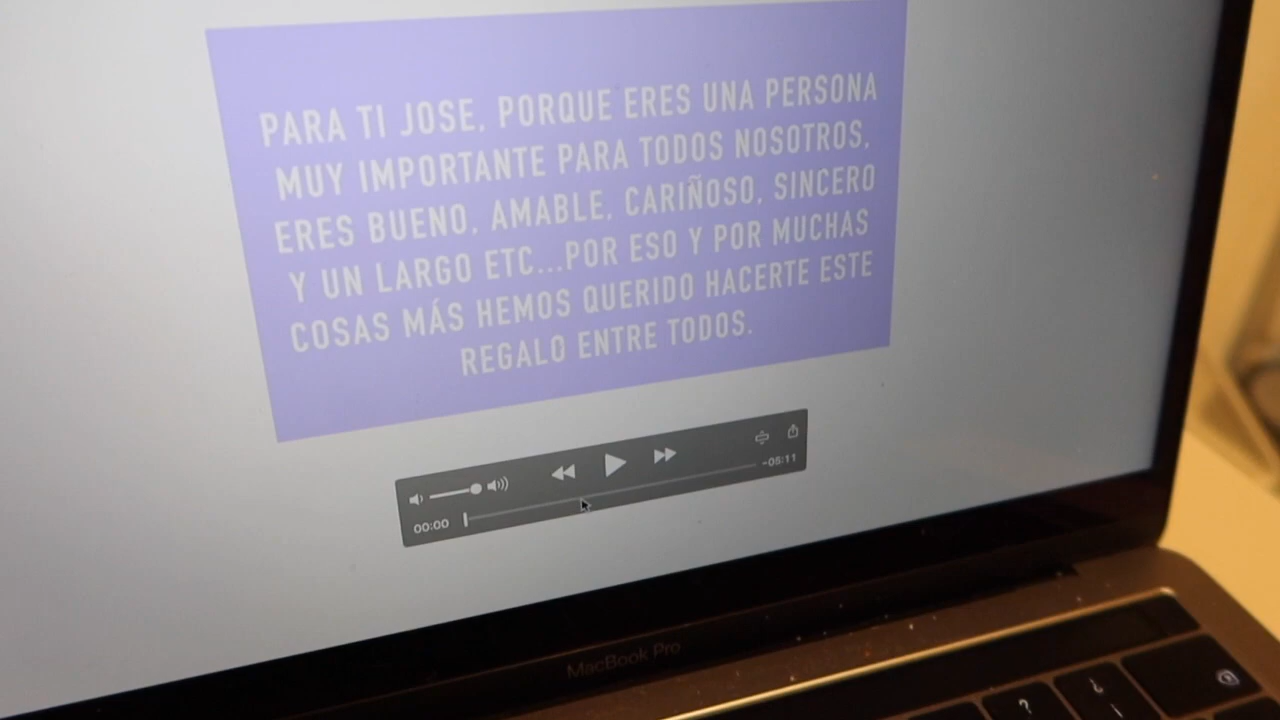 PARA TI JOSE, PORQUE ERES UNA PERSONA
MUY IMPORTANTE PARA TODOS NOSOTROS,
ERES BUENO, AMABLE, CARIÑOSO, SINCERO
Y UN LARGO ETC...POR ESO Y POR MUCHAS
COSAS MÁS HEMOS QUERIDO HACERTE ESTE
REGALO ENTRE TODOS.
00:00
-05:11
MacBook Pro
?
¿